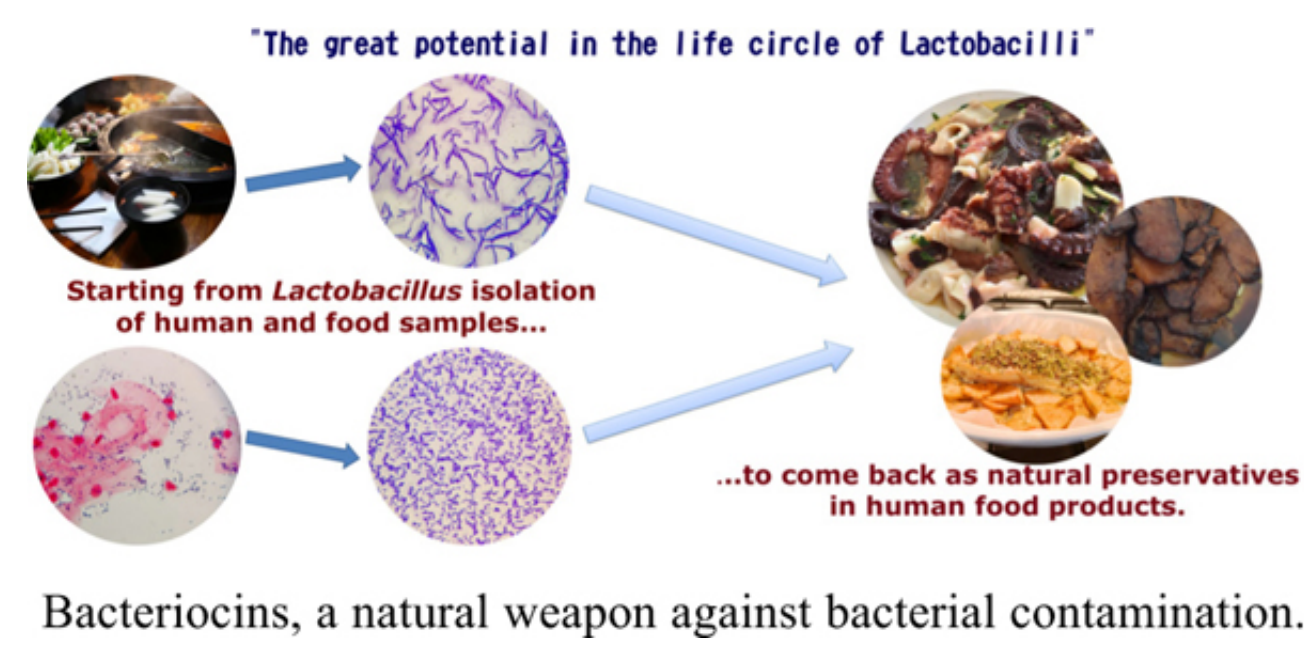 "The great potential in the life circle of Lactobacilli"
Starting from Lactobacillus isolation
of human and food samples...
...to come back as natural preservatives
in human food products.
Bacteriocins, a natural weapon against bacterial contamination.